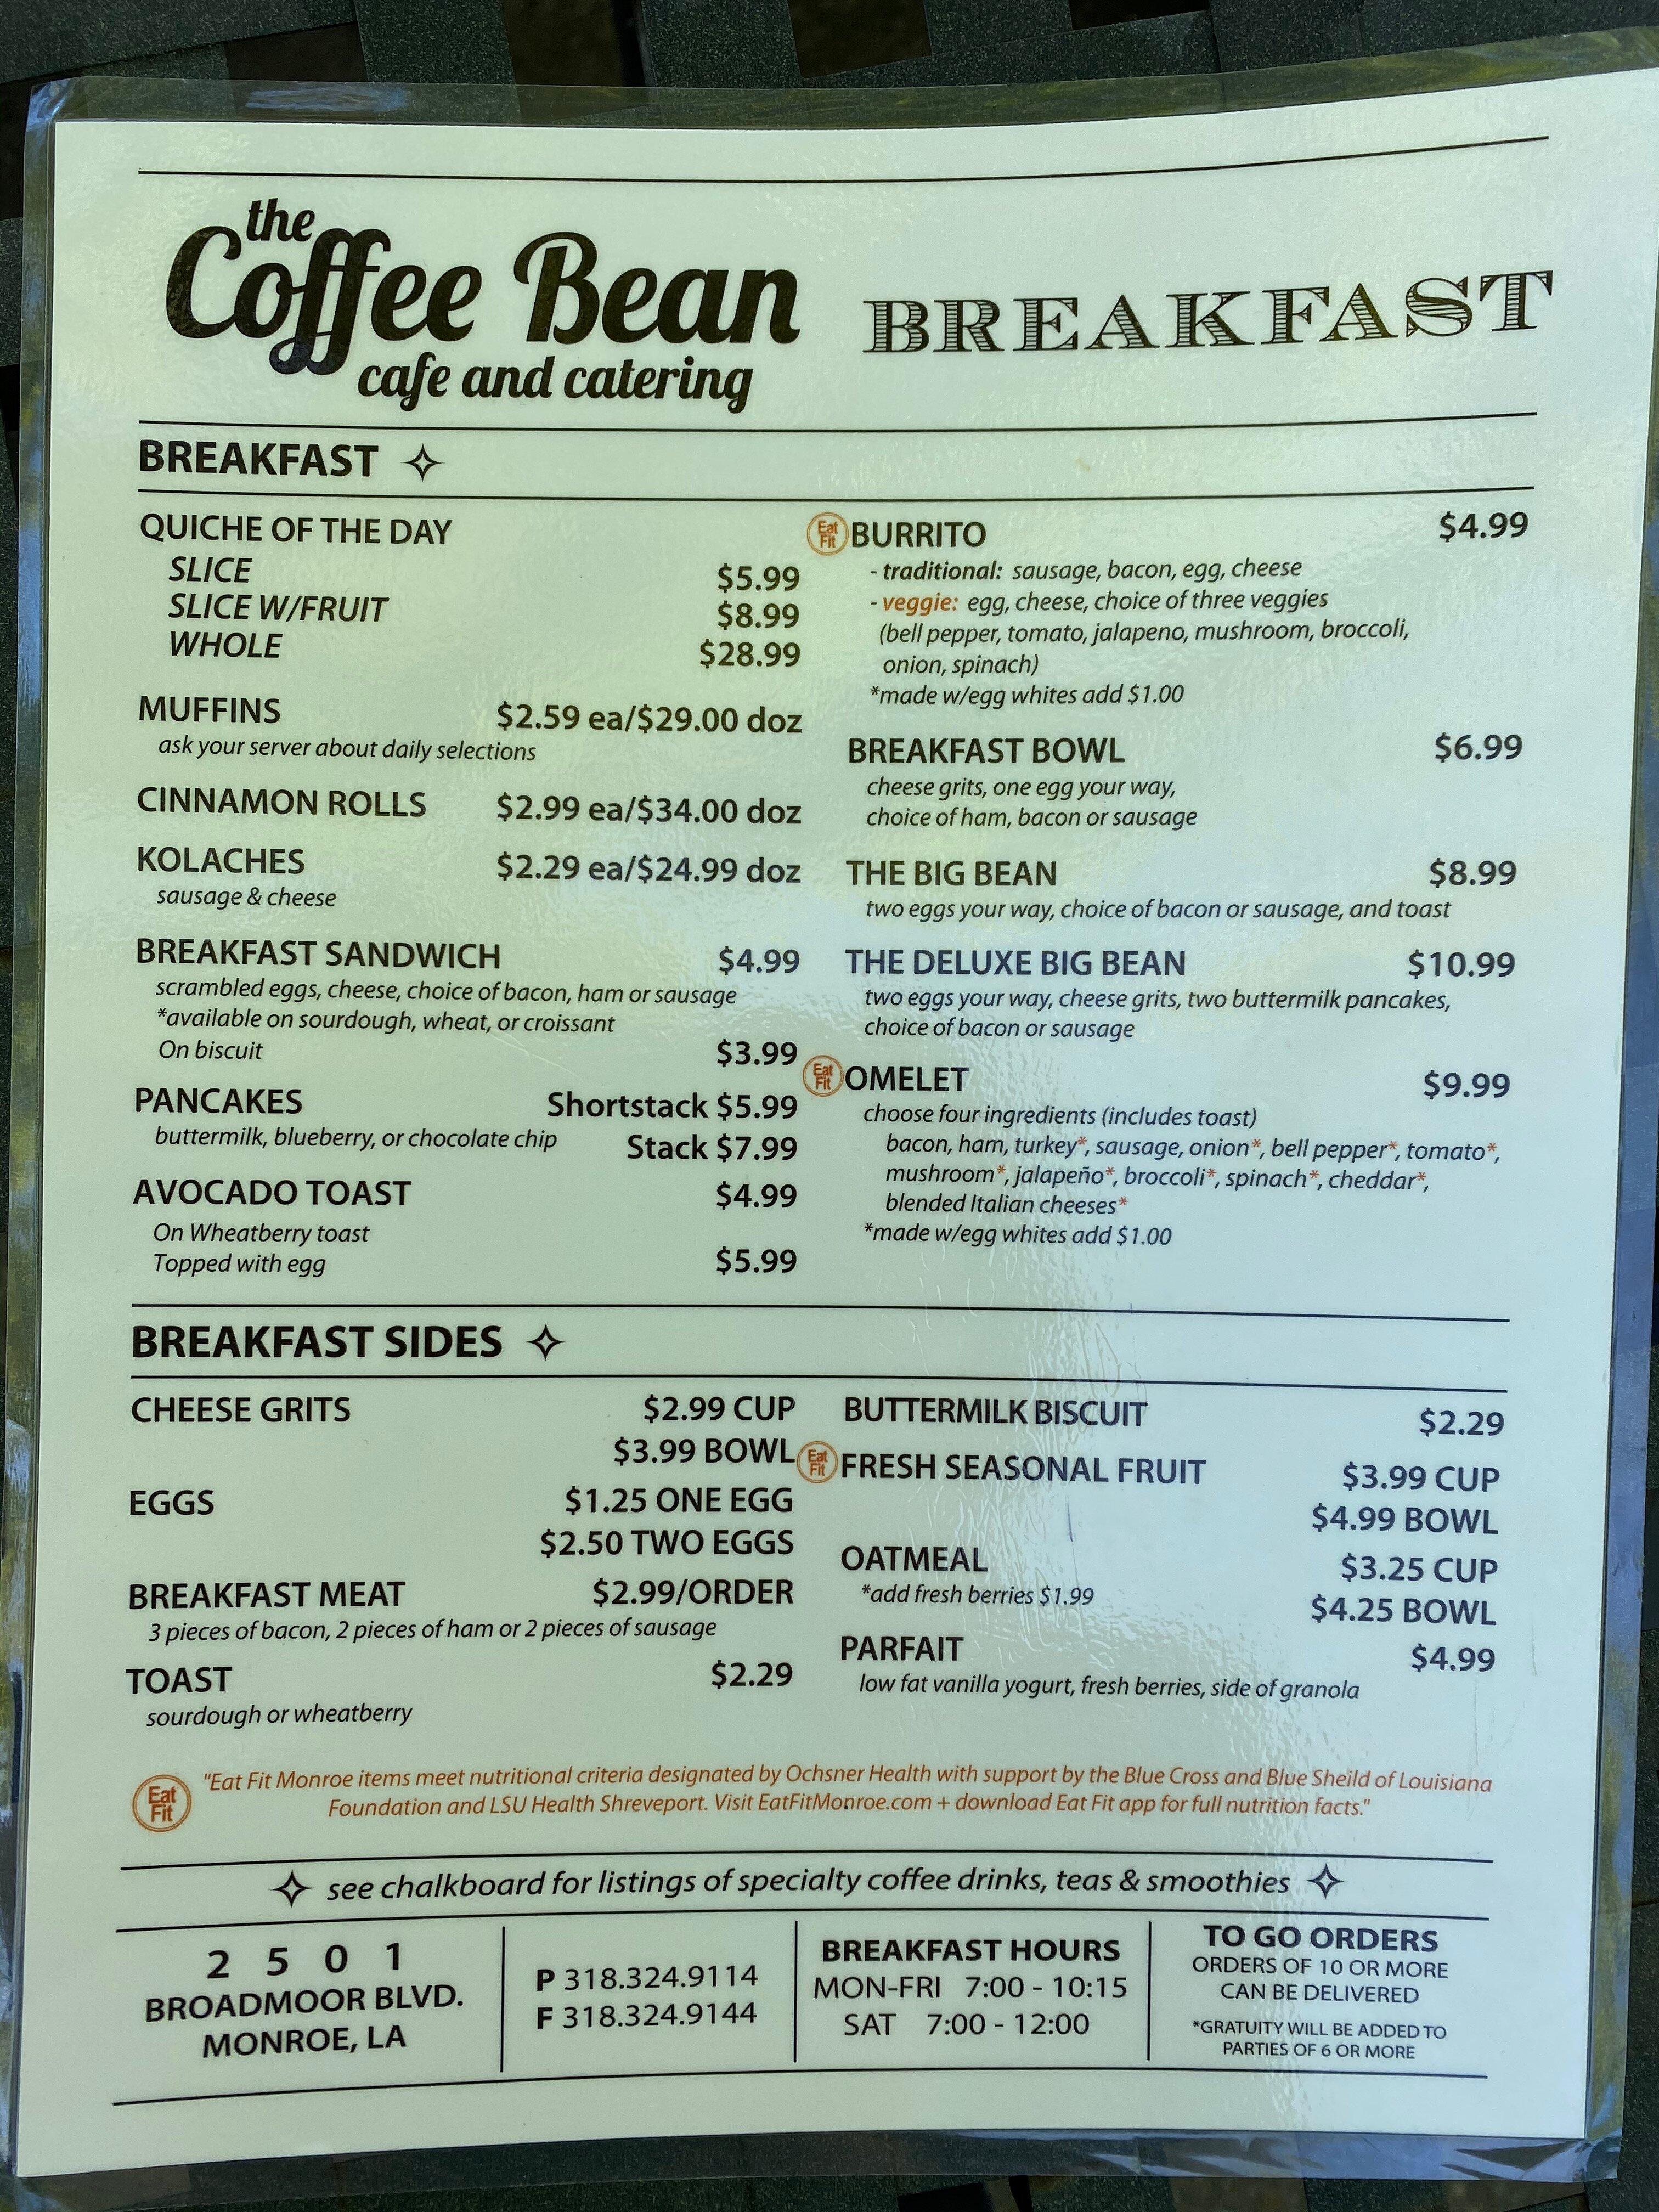 the
Coffee Bean
cafe and catering
BREAKFAST
BREAKFAST
QUICHE OF THE DAY
SLICE $5.99
SLICE W/FRUIT $8.99
WHOLE $28.99
MUFFINS $2.59 ea/$29.00 doz
ask your server about daily selections
CINNAMON ROLLS $2.99 ea/$34.00 doz
KOLACHES $2.29 ea/$24.99 doz
sausage & cheese
BREAKFAST SANDWICH $4.99
scrambled eggs, cheese, choice of bacon, ham or sausage
*available on sourdough, wheat, or croissant
On biscuit $3.99
PANCAKES Shortstack $5.99
buttermilk, blueberry, or chocolate chip Stack $7.99
AVOCADO TOAST $4.99
On Wheatberry toast
Topped with egg $5.99
Eat Fit BURRITO $4.99
- traditional: sausage, bacon, egg, cheese
- veggie: egg, cheese, choice of three veggies
(bell pepper, tomato, jalapeno, mushroom, broccoli,
onion, spinach)
*made w/egg whites add $1.00
BREAKFAST BOWL $6.99
cheese grits, one egg your way,
choice of ham, bacon or sausage
THE BIG BEAN $8.99
two eggs your way, choice of bacon or sausage, and toast
THE DELUXE BIG BEAN $10.99
two eggs your way, cheese grits, two buttermilk pancakes,
choice of bacon or sausage
Eat Fit OMELET $9.99
choose four ingredients (includes toast)
bacon, ham, turkey*, sausage, onion*, bell pepper*, tomato*,
mushroom*, jalapeño*, broccoli*, spinach*, cheddar*,
blended Italian cheeses*
*made w/egg whites add $1.00
BREAKFAST SIDES
CHEESE GRITS $2.99 CUP
$3.99 BOWL
EGGS $1.25 ONE EGG
$2.50 TWO EGGS
BREAKFAST MEAT $2.99/ORDER
3 pieces of bacon, 2 pieces of ham or 2 pieces of sausage
TOAST $2.29
sourdough or wheatberry
BUTTERMILK BISCUIT $2.29
Eat Fit FRESH SEASONAL FRUIT $3.99 CUP
$4.99 BOWL
OATMEAL $3.25 CUP
*add fresh berries $1.99 $4.25 BOWL
PARFAIT $4.99
low fat vanilla yogurt, fresh berries, side of granola
Eat Fit "Eat Fit Monroe items meet nutritional criteria designated by Ochsner Health with support by the Blue Cross and Blue Sheild of Louisiana
Foundation and LSU Health Shreveport. Visit EatFitMonroe.com + download Eat Fit app for full nutrition facts."
see chalkboard for listings of specialty coffee drinks, teas & smoothies
2 5 0 1
BROADMOOR BLVD.
MONROE, LA
P 318.324.9114
F 318.324.9144
BREAKFAST HOURS
MON-FRI 7:00 - 10:15
SAT 7:00 - 12:00
TO GO ORDERS
ORDERS OF 10 OR MORE
CAN BE DELIVERED
*GRATUITY WILL BE ADDED TO
PARTIES OF 6 OR MORE